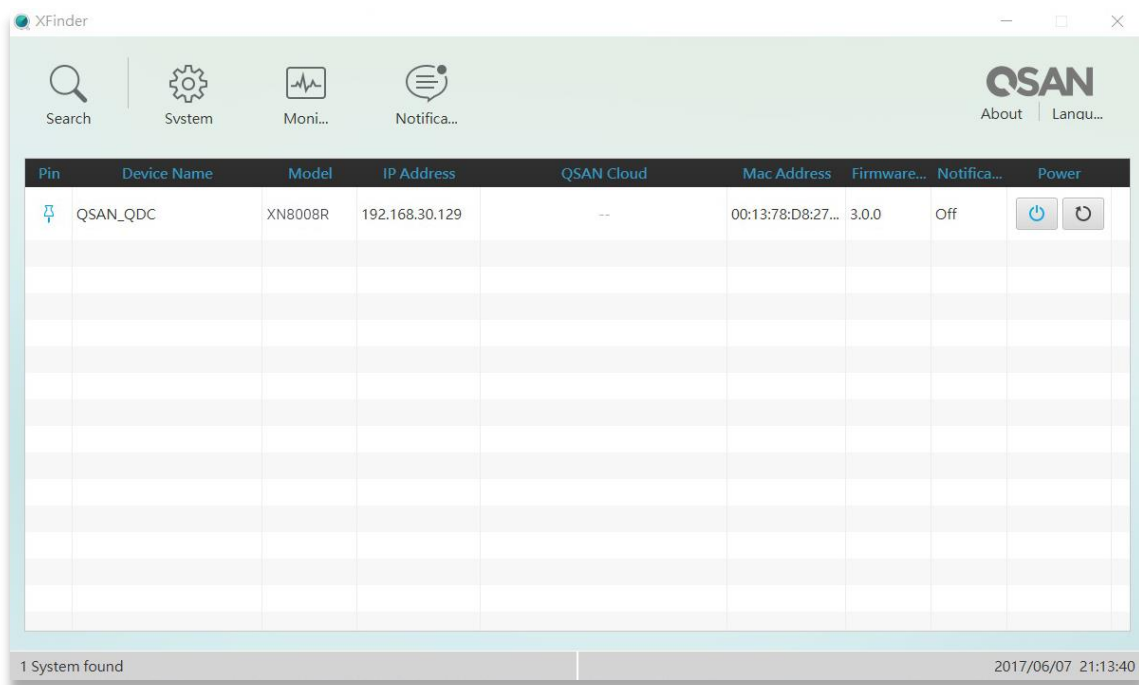 XFinder
QSAN
Search System Moni... Notifica... About Langu...
Pin Device Name Model IP Address QSAN Cloud Mac Address Firmware... Notifica... Power
QSAN_QDC XN8008R 192.168.30.129 -- 00:13:78:D8:27... 3.0.0 Off
1 System found 2017/06/07 21:13:40